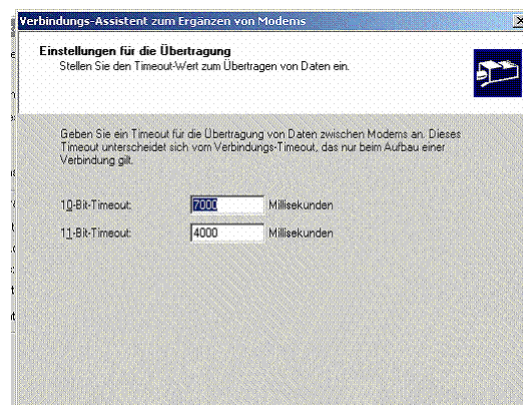 Verbindungs-Assistent zum Ergänzen von Modems
Einstellungen für die Übertragung
Stellen Sie den Timeout-Wert zum Übertragen von Daten ein.
Geben Sie ein Timeout für die Übertragung von Daten zwischen Modems an. Dieses
Timeout unterscheidet sich vom Verbindungs-Timeout, das nur beim Aufbau einer
Verbindung gilt.
10-Bit-Timeout: 7000 Millisekunden
11-Bit-Timeout: 4000 Millisekunden